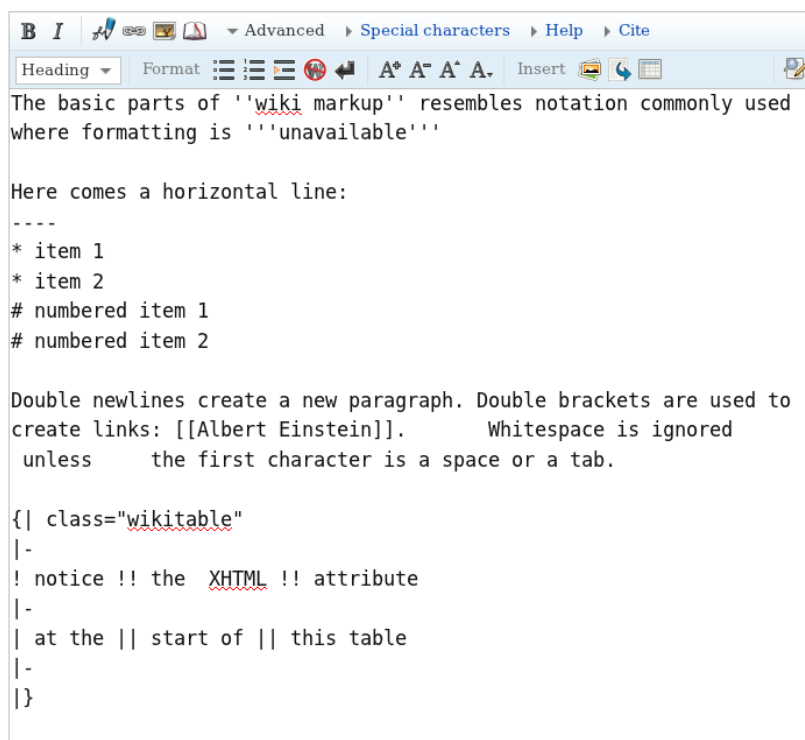 B I Advanced Special characters Help Cite
Heading Format A A A A Insert
The basic parts of ''wiki markup'' resembles notation commonly used
where formatting is '''unavailable'''
Here comes a horizontal line:
----
* item 1
* item 2
# numbered item 1
# numbered item 2
Double newlines create a new paragraph. Double brackets are used to
create links: [[Albert Einstein]].       Whitespace is ignored
 unless     the first character is a space or a tab.
{| class="wikitable"
|-
! notice !! the  XHTML !! attribute
|-
| at the || start of || this table
|-
|}